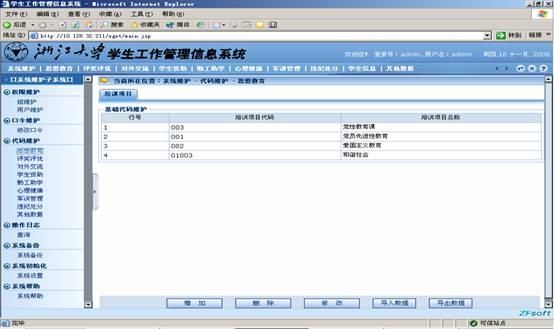 学生工作管理信息系统 - Microsoft Internet Explorer
文件(F) 编辑(E) 查看(V) 收藏(A) 工具(T) 帮助(H)
后退 搜索 收藏夹 媒体
地址(D) http://10.128.32.211/xgxt/main.jsp 转到 链接 »
浙江大学学生工作管理信息系统
登录号: admin, 用户名: admin 周四,16 十一月, 2006
系统维护 | 思想教育 | 评奖评优 | 对外交流 | 学生资助 | 勤工助学 | 心理健康 | 军训管理 | 违纪处分 | 学生信息 | 其他数据
口系统维护子系统口
当前所在位置: 系统维护 - 代码维护 - 思想教育
权限维护
组维护
用户维护
口令维护
修改口令
代码维护
思想教育
评奖评优
对外交流
学生资助
勤工助学
心理健康
军训管理
违纪处分
其他数据
操作日志
查询
系统备份
系统备份
系统初始化
系统设置
系统帮助
系统帮助
培训项目
基础代码维护
行号 培训项目代码 培训项目名称
1 003 党性教育课
2 001 党员先进性教育
3 002 爱国主义教育
4 01003 和谐社会
增 加 删 除 修 改 导入数据 导出数据
ZFsoft
完毕 可信站点